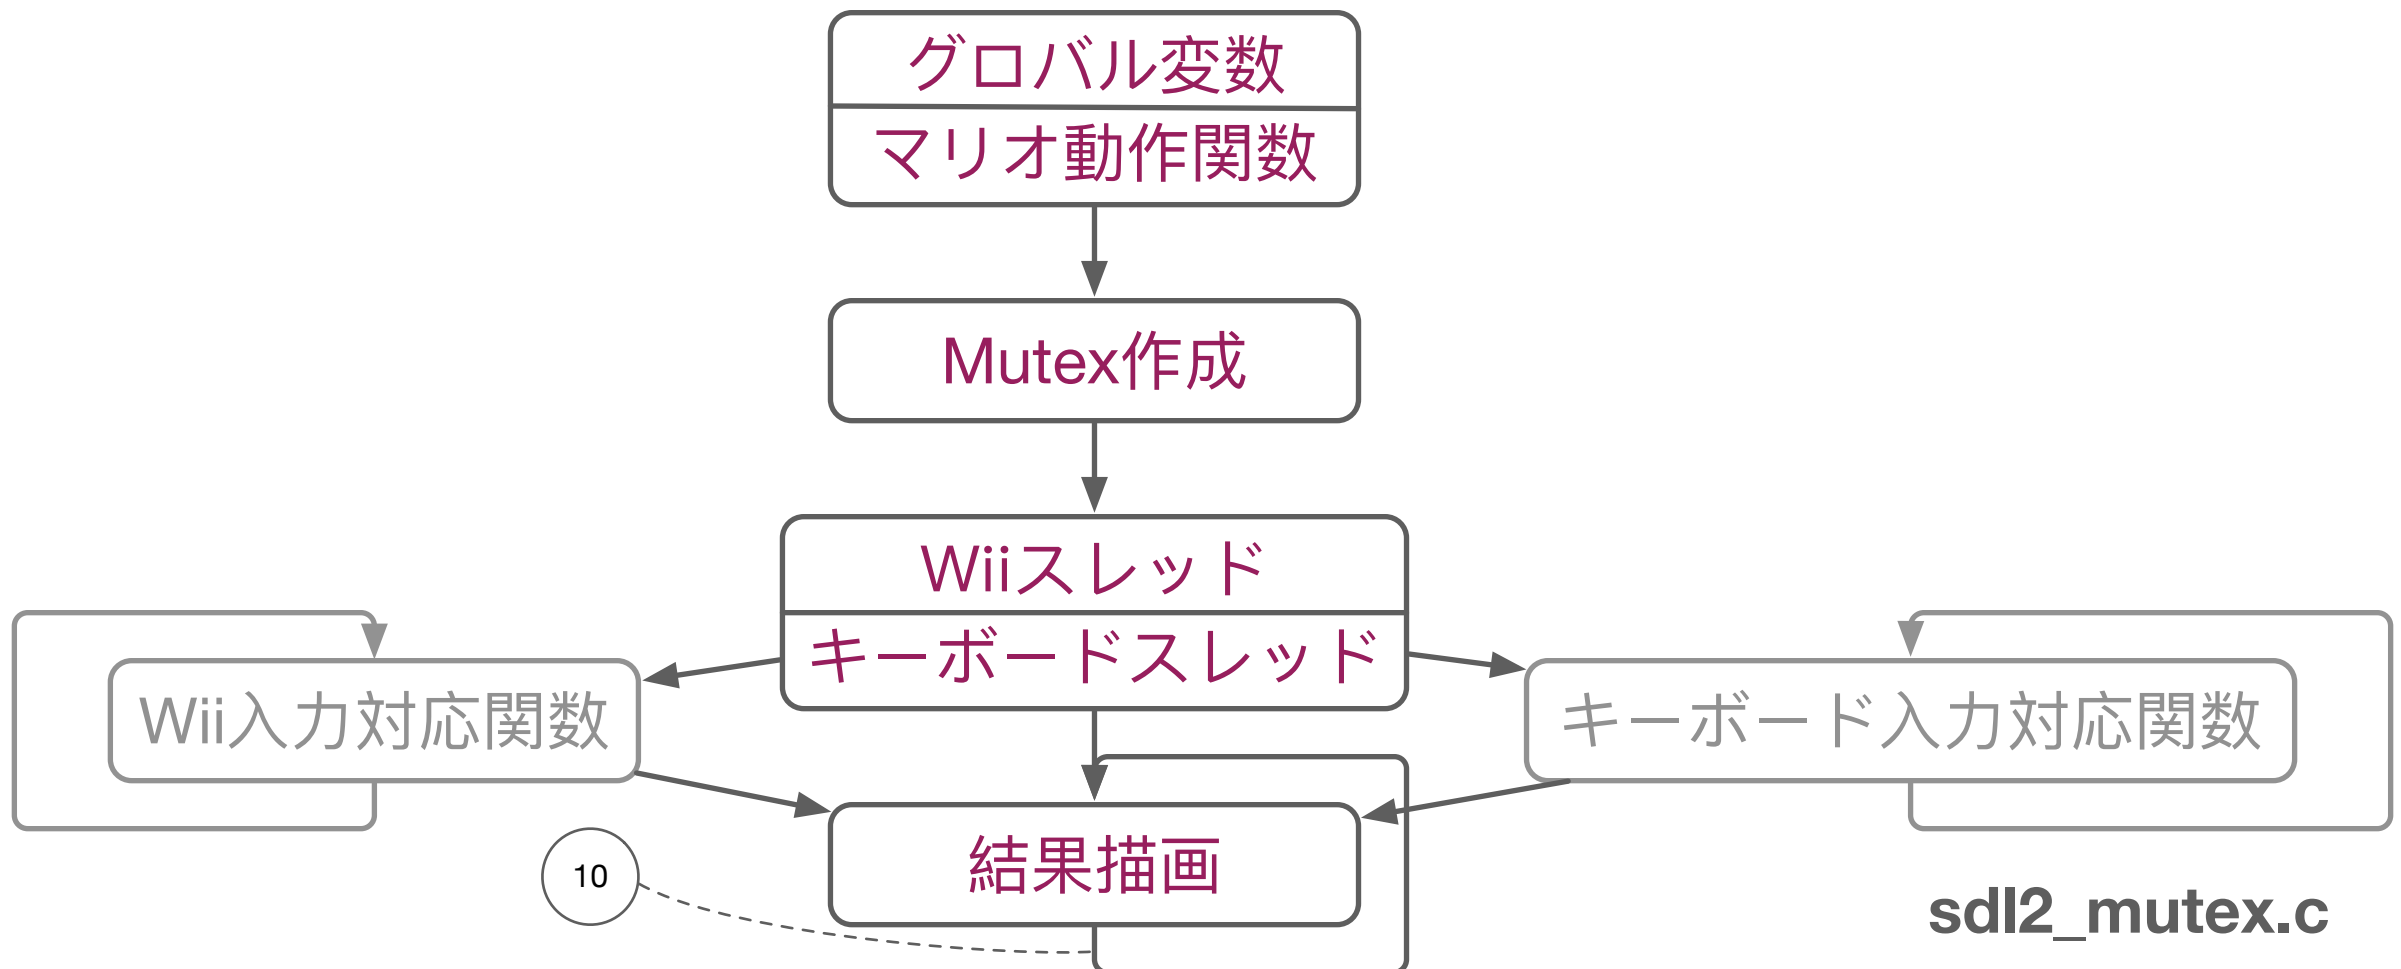 グロバル変数
マリオ動作関数
Mutex作成
Wiiスレッド
キーボードスレッド
Wii入力対応関数
キーボード入力対応関数
結果描画
10
sdl2_mutex.c